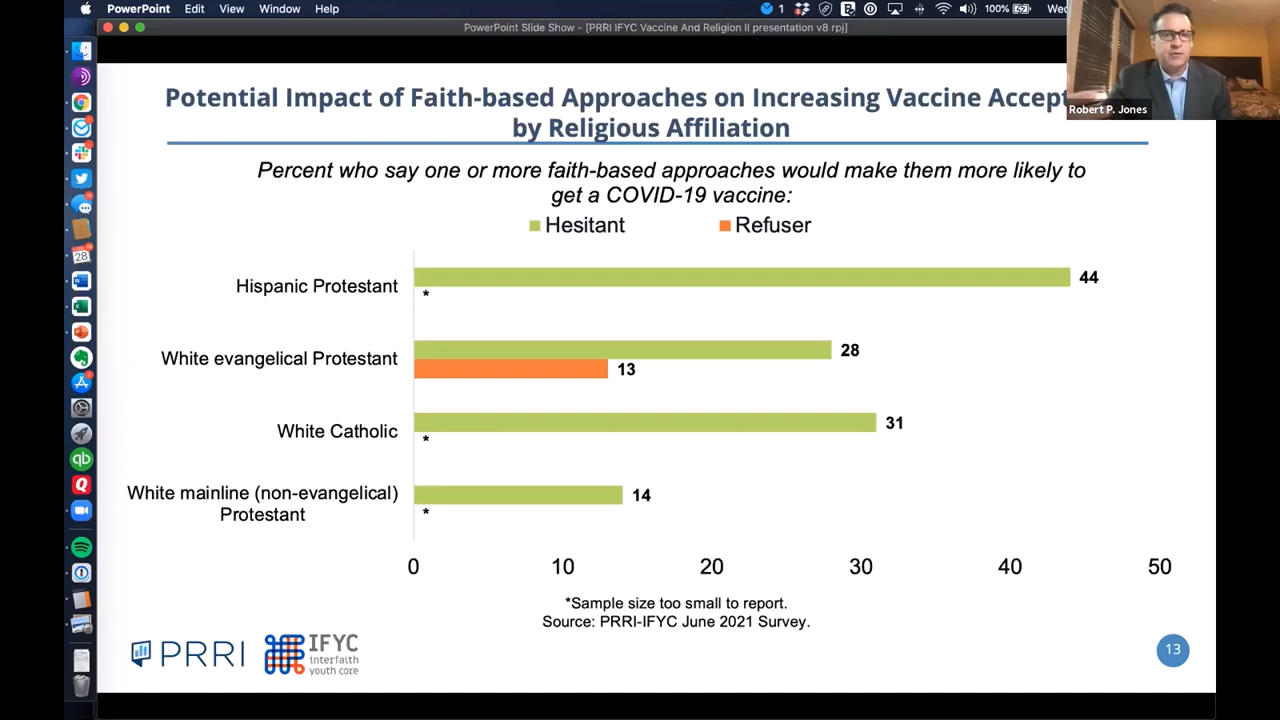 PowerPoint Edit View Window Help
1
100%
Wed
PowerPoint Slide Show - [PRRI IFYC Vaccine And Religion II presentation v8 rpj]
Robert P. Jones
28
qb
Potential Impact of Faith-based Approaches on Increasing Vaccine
by Religious Affiliation
Percent who say one or more faith-based approaches would make them more likely to
get a COVID-19 vaccine:
Hesitant Refuser
Hispanic Protestant
44
*
White evangelical Protestant
28
13
White Catholic
31
*
White mainline (non-evangelical)
Protestant
14
*
0 10 20 30 40 50
*Sample size too small to report.
Source: PRRI-IFYC June 2021 Survey.
PRRI
IFYC
interfaith
youth core
13